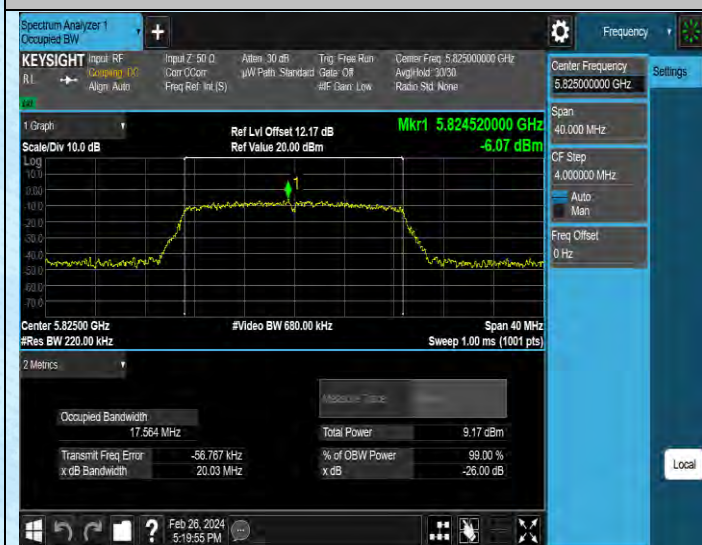 Spectrum Analyzer 1
Occupied BW
+
Frequency
KEYSIGHT
Input: RF
Coupling: DC
Align: Auto
Input Z: 50 Ω
Corr CCorr
Freq Ref: Int (S)
Atten: 30 dB
µW Path: Standard
Trig: Free Run
Gate: Off
#IF Gain: Low
Center Freq: 5.825000000 GHz
Avg|Hold: 30/30
Radio Std: None
1 Graph
Scale/Div 10.0 dB
Ref Lvl Offset 12.17 dB
Ref Value 20.00 dBm
Mkr1 5.824520000 GHz
-6.07 dBm
Log
10.0
0.00
-10.0
-20.0
-30.0
-40.0
-50.0
-60.0
-70.0
1
Center 5.82500 GHz
#Res BW 220.00 kHz
#Video BW 680.00 kHz
Span 40 MHz
Sweep 1.00 ms (1001 pts)
2 Metrics
Measure Trace
Occupied Bandwidth
17.564 MHz
Total Power 9.17 dBm
Transmit Freq Error -56.767 kHz
% of OBW Power 99.00 %
x dB Bandwidth 20.03 MHz
x dB -26.00 dB
Feb 26, 2024
5:19:55 PM
Center Frequency
5.825000000 GHz
Settings
Span
40.000 MHz
CF Step
4.000000 MHz
Auto
Man
Freq Offset
0 Hz
Local